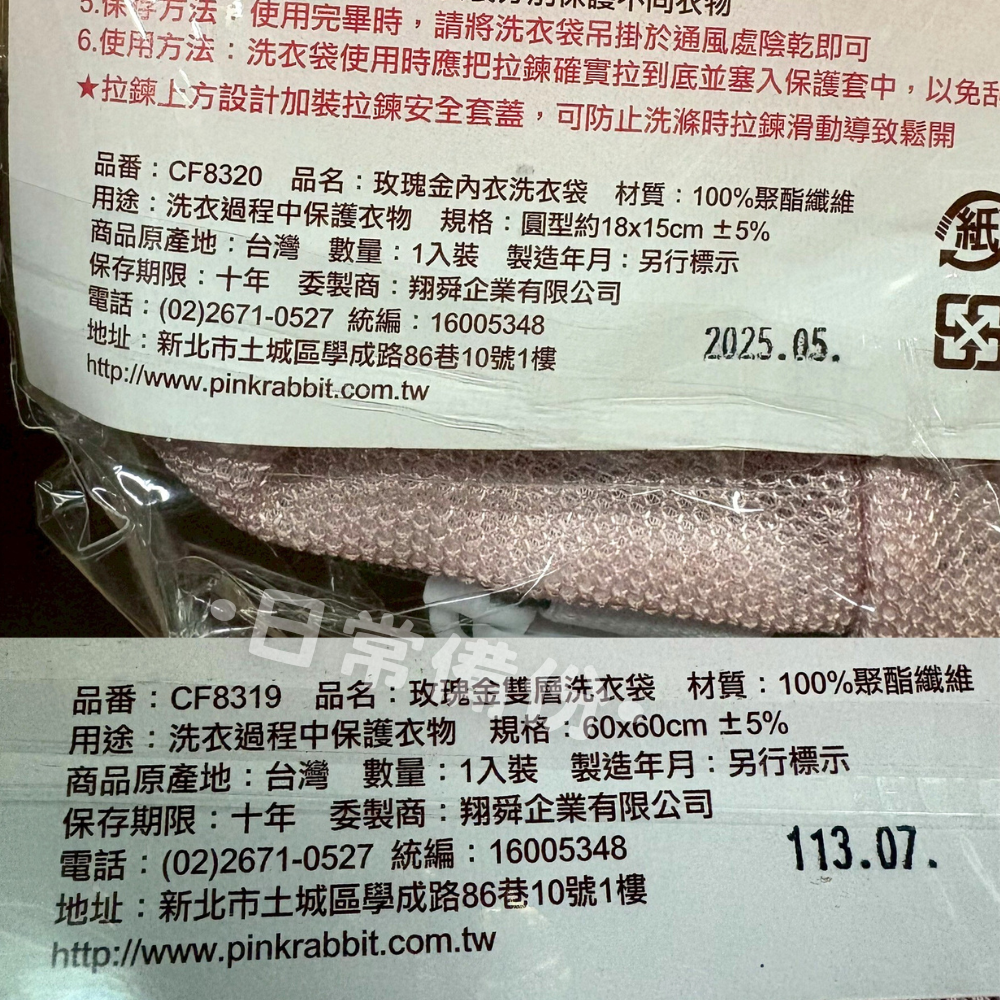 5.保存方法：使用完畢時，請將洗衣袋吊掛於通風處陰乾即可
6.使用方法：洗衣袋使用時應把拉鍊確實拉到底並塞入保護套中，以免刮
★拉鍊上方設計加裝拉鍊安全套蓋，可防止洗滌時拉鍊滑動導致鬆開
品番：CF8320 品名：玫瑰金內衣洗衣袋 材質：100%聚酯纖維
用途：洗衣過程中保護衣物 規格：圓型約18x15cm ±5%
商品原產地：台灣 數量：1入裝 製造年月：另行標示
保存期限：十年 委製商：翔舜企業有限公司
電話：(02)2671-0527 統編：16005348
地址：新北市土城區學成路86巷10號1樓
http://www.pinkrabbit.com.tw
2025.05.
紙
日常備份
品番：CF8319 品名：玫瑰金雙層洗衣袋 材質：100%聚酯纖維
用途：洗衣過程中保護衣物 規格：60x60cm ±5%
商品原產地：台灣 數量：1入裝 製造年月：另行標示
保存期限：十年 委製商：翔舜企業有限公司
電話：(02)2671-0527 統編：16005348
地址：新北市土城區學成路86巷10號1樓
http://www.pinkrabbit.com.tw
113.07.